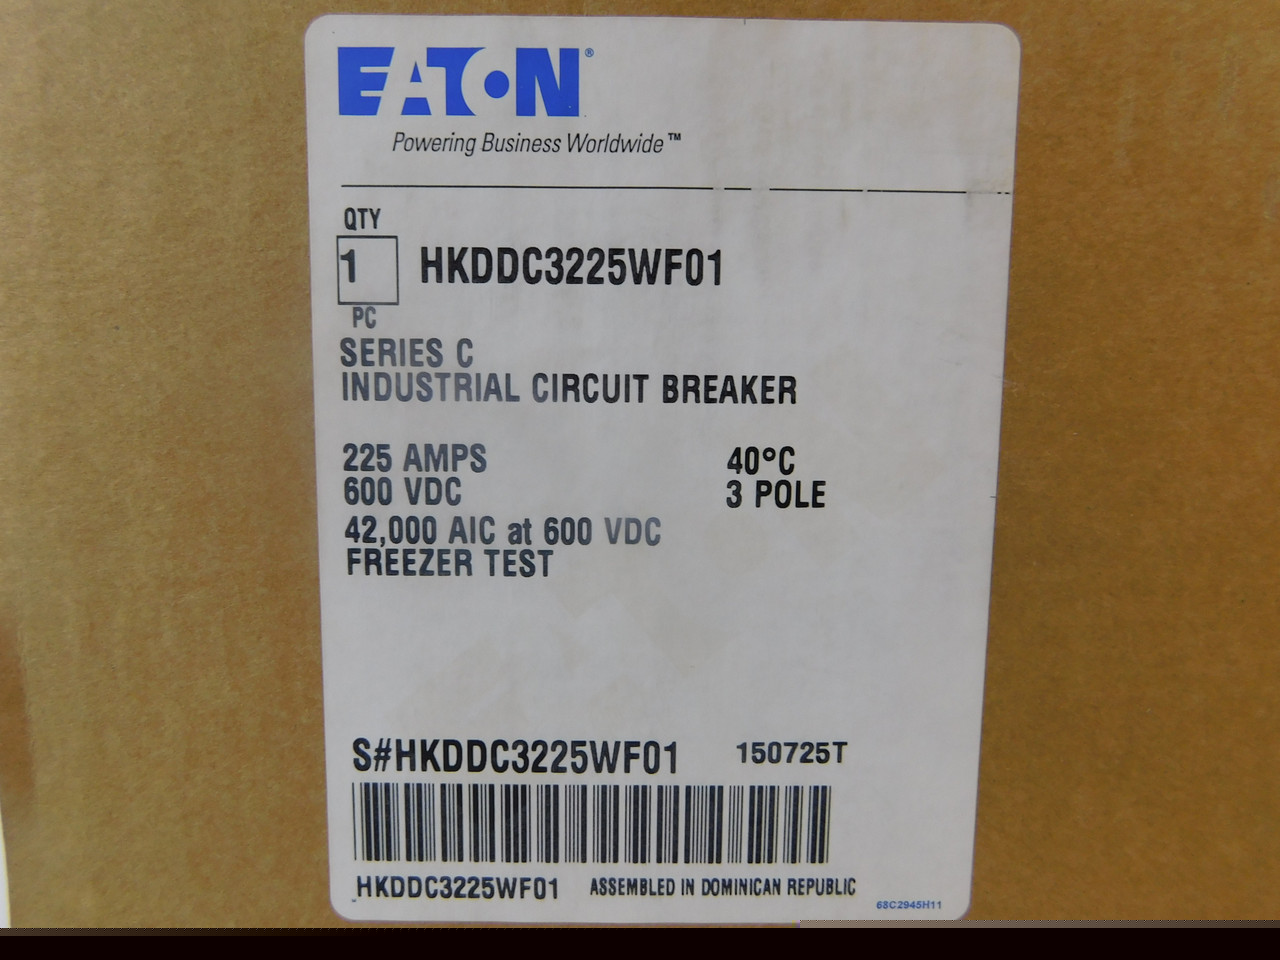 EATON®
Powering Business Worldwide™
QTY
1 HKDDC3225WF01
PC
SERIES C
INDUSTRIAL CIRCUIT BREAKER
225 AMPS 40°C
600 VDC 3 POLE
42,000 AIC at 600 VDC
FREEZER TEST
S#HKDDC3225WF01 150725T
HKDDC3225WF01 ASSEMBLED IN DOMINICAN REPUBLIC
68C2945H11